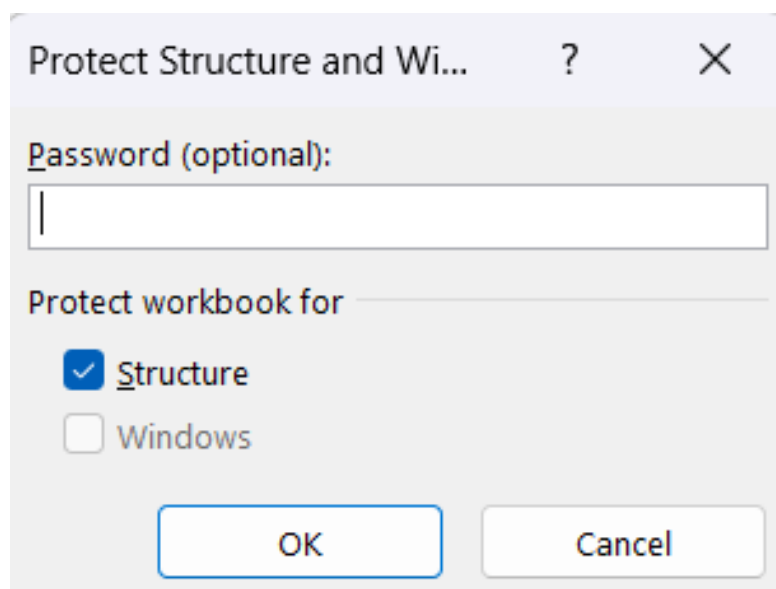 Protect Structure and Wi... ?
Password (optional):
Protect workbook for
Structure
Windows
OK Cancel